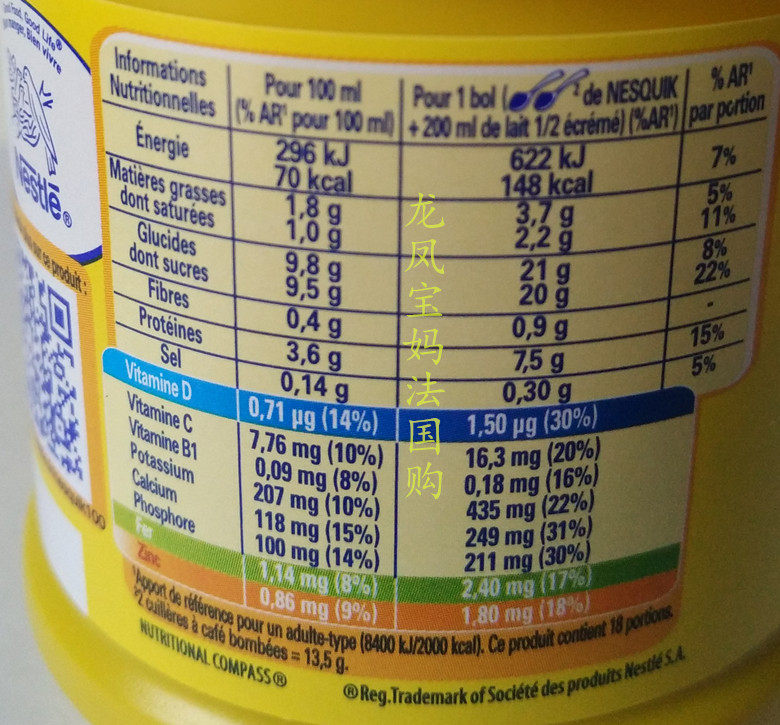 Good Food, Good Life®
manger, Bien vivre
Nestlé®
ce produit :
Informations Nutritionnelles
Pour 100 ml (% AR¹ pour 100 ml)
Pour 1 bol ( ² de NESQUIK + 200 ml de lait 1/2 écrémé) (%AR¹)
% AR¹ par portion
Énergie 296 kJ 622 kJ 7%
70 kcal 148 kcal
Matières grasses 1,8 g 3,7 g 5%
dont saturées 1,0 g 2,2 g 11%
Glucides 9,8 g 21 g 8%
dont sucres 9,5 g 20 g 22%
Fibres 0,4 g 0,9 g -
Protéines 3,6 g 7,5 g 15%
Sel 0,14 g 0,30 g 5%
Vitamine D 0,71 µg (14%) 1,50 µg (30%)
Vitamine C 7,76 mg (10%) 16,3 mg (20%)
Vitamine B1 0,09 mg (8%) 0,18 mg (16%)
Potassium 207 mg (10%) 435 mg (22%)
Calcium 118 mg (15%) 249 mg (31%)
Phosphore 100 mg (14%) 211 mg (30%)
Fer 1,14 mg (8%) 2,40 mg (17%)
Zinc 0,86 mg (9%) 1,80 mg (18%)
¹Apport de référence pour un adulte-type (8400 kJ/2000 kcal). Ce produit contient 18 portions.
²2 cuillères à café bombées = 13,5 g.
NUTRITIONAL COMPASS®
® Reg.Trademark of Société des produits Nestlé S.A.
龙凤宝妈法国购